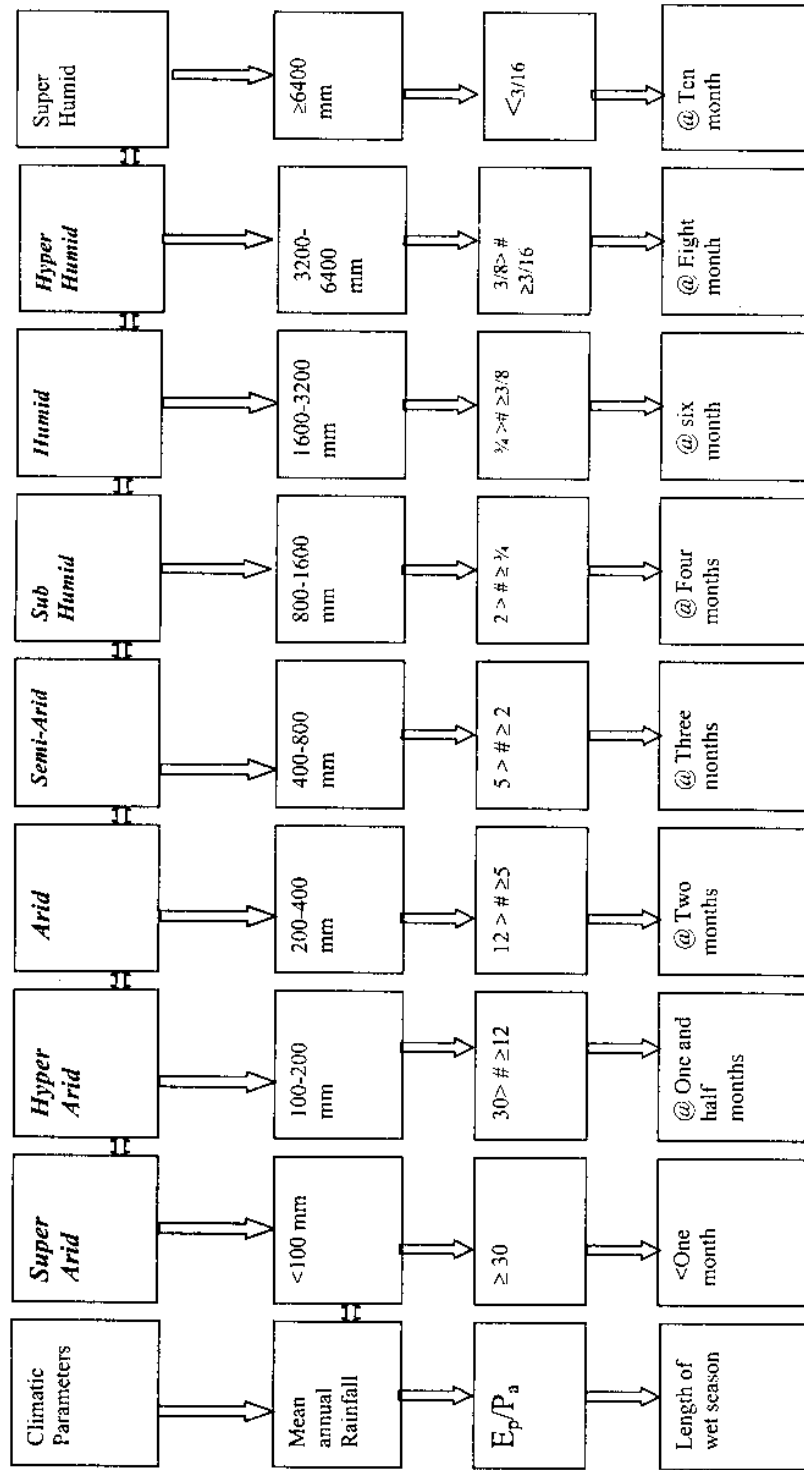 Climatic
Parameters
Super
Arid
Hyper
Arid
Arid
Semi-Arid
Sub
Humid
Humid
Hyper
Humid
Super
Humid
Mean
annual
Rainfall
<100 mm
100-200
mm
200-400
mm
400-800
mm
800-1600
mm
1600-3200
mm
3200-
6400
mm
≥6400
mm
Ep/Pa
≥ 30
30> # ≥12
12 > # ≥5
5 > # ≥ 2
2 > # ≥ ¾
¾ ># ≥3/8
3/8> #
≥3/16
<3/16
Length of
wet season
<One
month
@ One and
half
months
@ Two
months
@ Three
months
@ Four
months
@ six
month
@ Eight
month
@ Ten
month